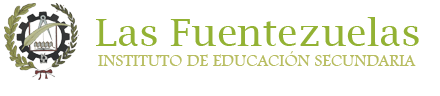 Las Fuentezuelas
INSTITUTO DE EDUCACIÓN SECUNDARIA